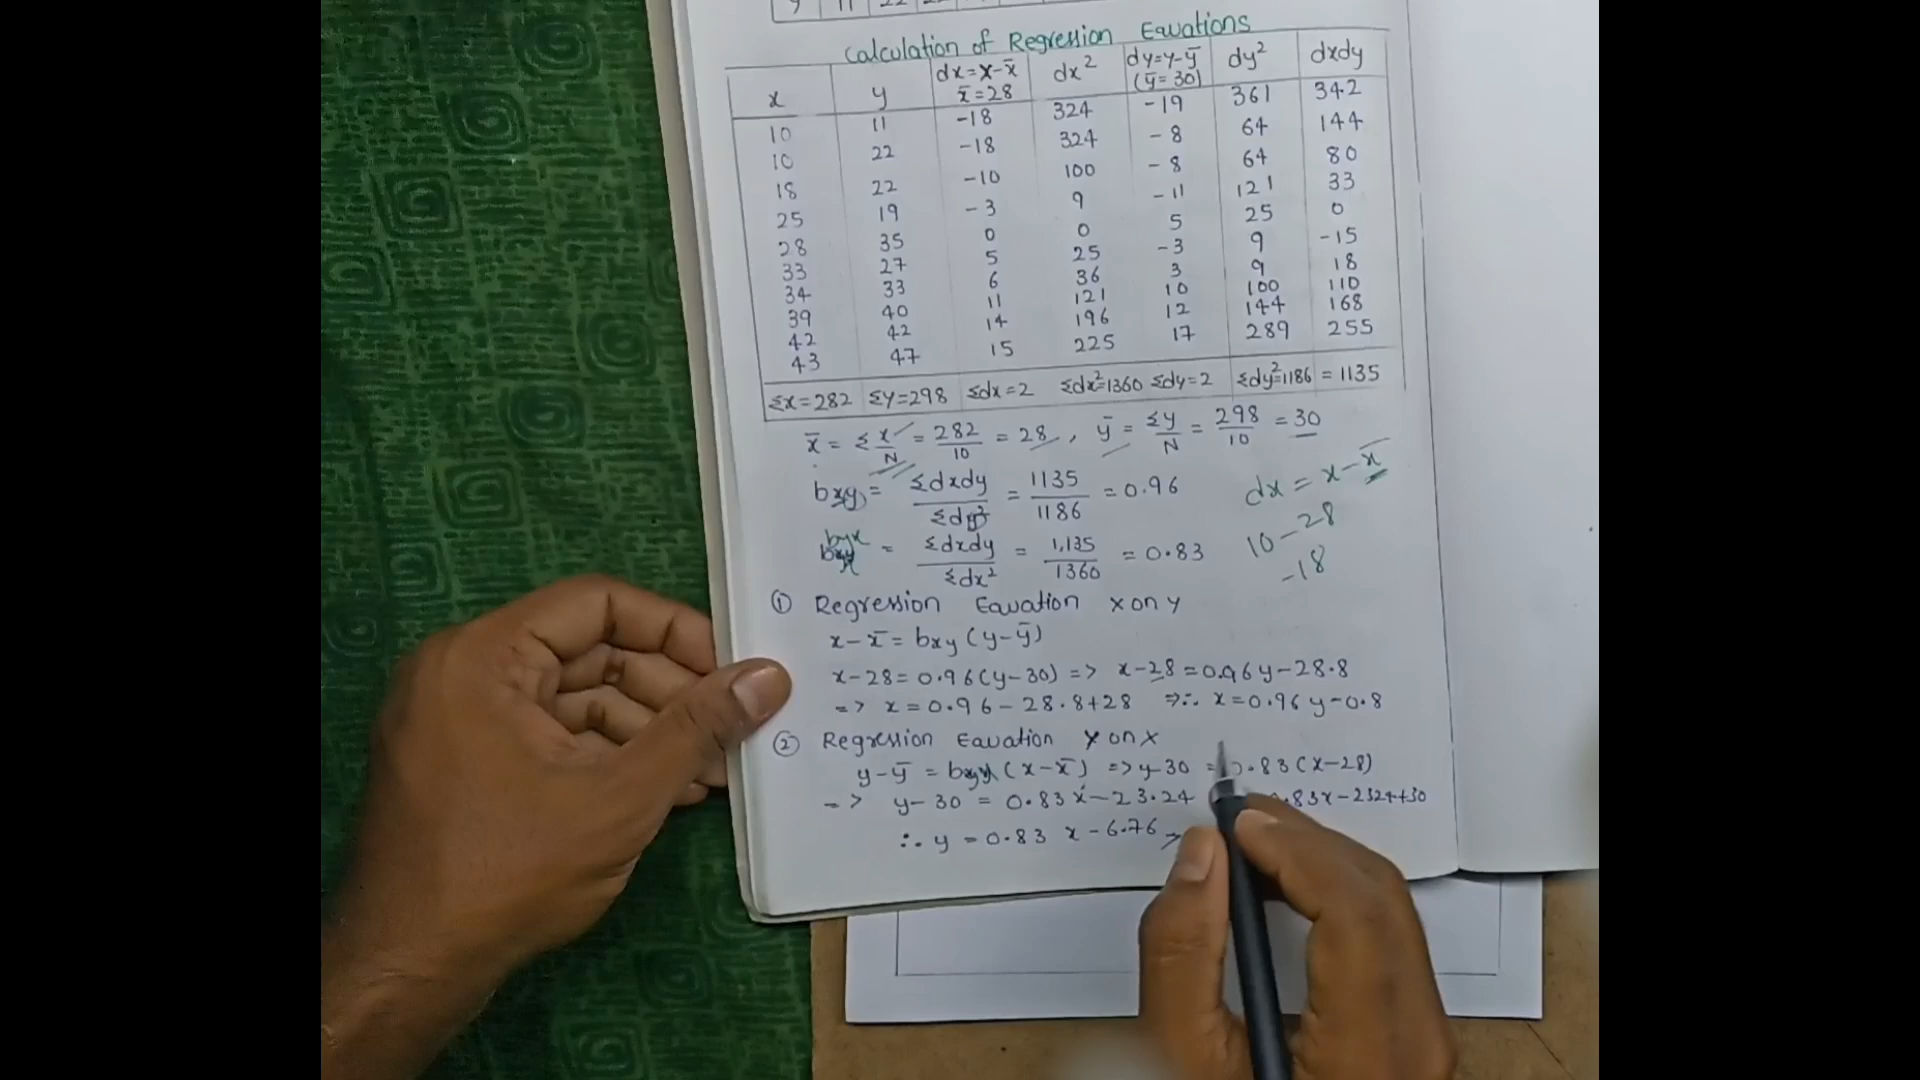 9 11 22
Calculation of Regression Equations
x y dx=x-x̄ x̄=28 dx² dy=y-ȳ (ȳ=30) dy² dxdy
10 11 -18 324 -19 361 342
10 22 -18 324 -8 64 144
18 22 -10 100 -8 64 80
25 19 -3 9 -11 121 33
28 35 0 0 5 25 0
33 27 5 25 -3 9 -15
34 33 6 36 3 9 18
39 40 11 121 10 100 110
42 42 14 196 12 144 168
43 47 15 225 17 289 255
Σx=282 Σy=298 Σdx=2 Σdx²=1360 Σdy=2 Σdy²=1186 = 1135
x̄ = Σx/N = 282/10 = 28, ȳ = Σy/N = 298/10 = 30
bxy = Σdxdy/Σdy² = 1135/1186 = 0.96
dx = x-x̄
10-28
-18
byx = Σdxdy/Σdx² = 1,135/1360 = 0.83
① Regression Equation x on y
x-x̄ = bxy (y-ȳ)
x-28=0.96(y-30) => x-28=0.96y-28.8
=> x=0.96-28.8+28 =>∴ x=0.96y-0.8
② Regression Equation y on x
y-ȳ = byx (x-x̄) => y-30 = 0.83(x-28)
=> y-30 = 0.83x-23.24 0.83x-2324+30
∴ y = 0.83 x-6.76